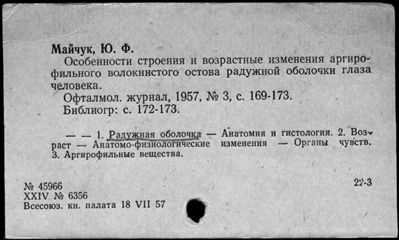 Майчук, Ю. Ф.
Особенности строения и возрастные изменения аргиро-
фильного волокнистого остова радужной оболочки глаза
человека.
Офталмол. журнал, 1957, № 3, с. 169-173.
Библиогр: с. 172-173.
— — 1. Радужная оболочка — Анатомия и гистология. 2. Воз-
раст — Анатомо-физиологические изменения — Органы чувств.
3. Аргирофильные вещества.
№ 45966 22-3
XXIV № 6356
Всесоюз. кн. палата 18 VII 57